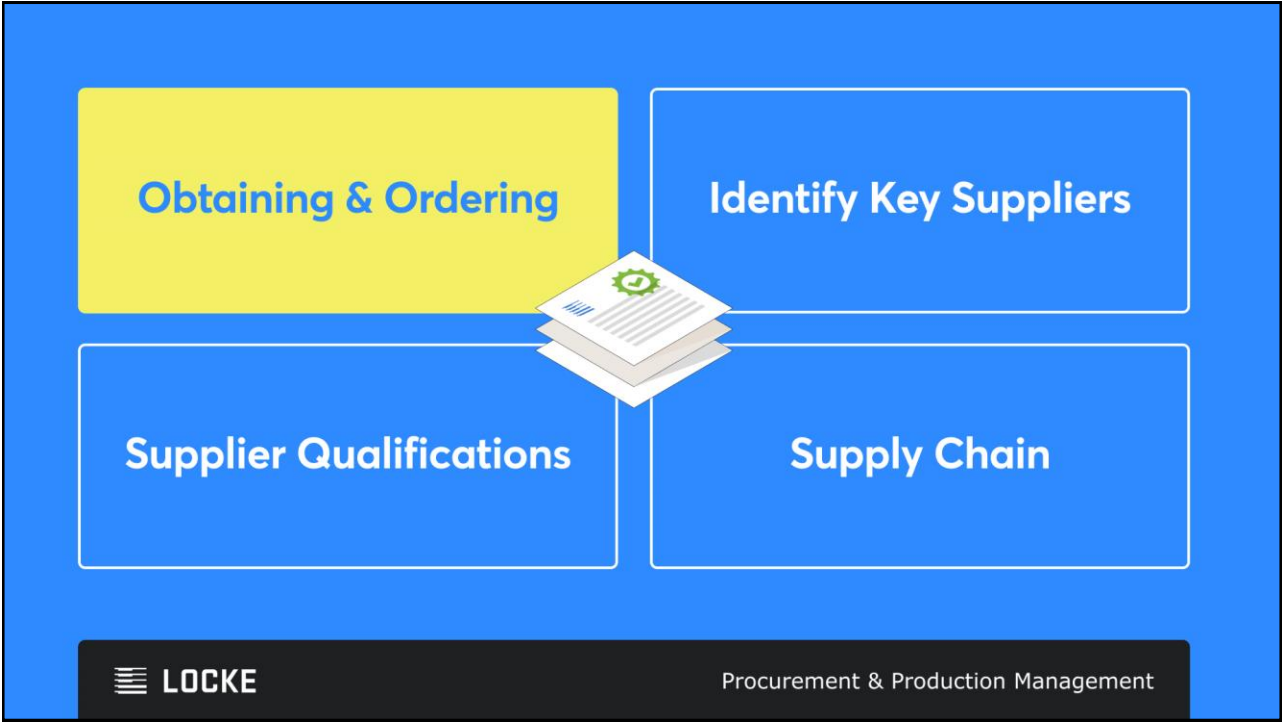 Obtaining & Ordering
Identify Key Suppliers
Supplier Qualifications
Supply Chain
LOCKE
Procurement & Production Management